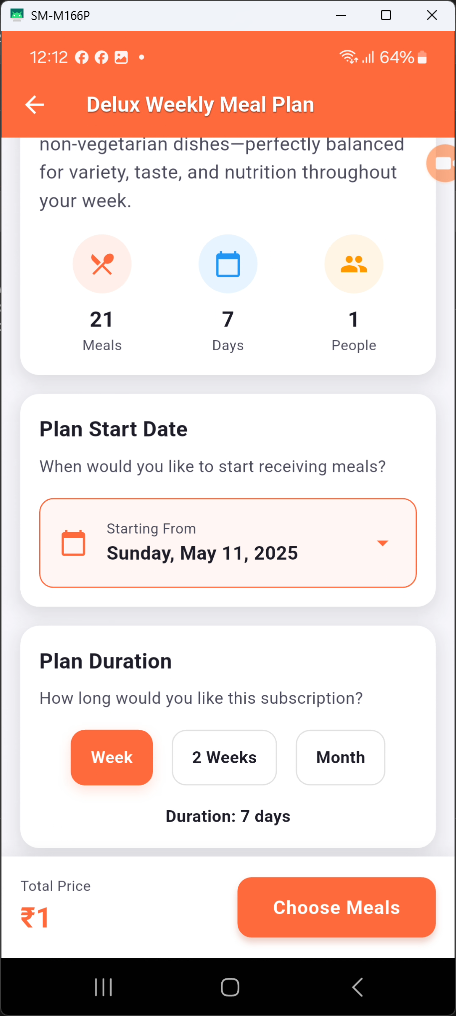 SM-M166P
12:12
64%
Delux Weekly Meal Plan
non-vegetarian dishes—perfectly balanced
for variety, taste, and nutrition throughout
your week.
21 7 1
Meals Days People
Plan Start Date
When would you like to start receiving meals?
Starting From
Sunday, May 11, 2025
Plan Duration
How long would you like this subscription?
Week 2 Weeks Month
Duration: 7 days
Total Price
₹1
Choose Meals